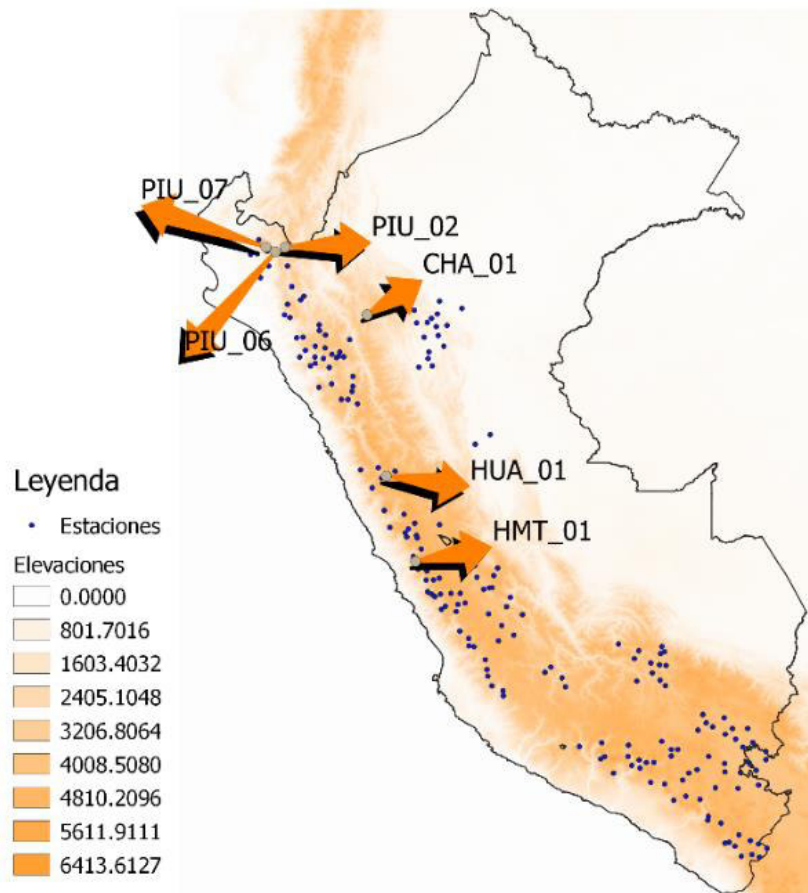 PIU_07
PIU_02
CHA_01
PIU_06
HUA_01
HMT_01
Leyenda
Estaciones
Elevaciones
0.0000
801.7016
1603.4032
2405.1048
3206.8064
4008.5080
4810.2096
5611.9111
6413.6127